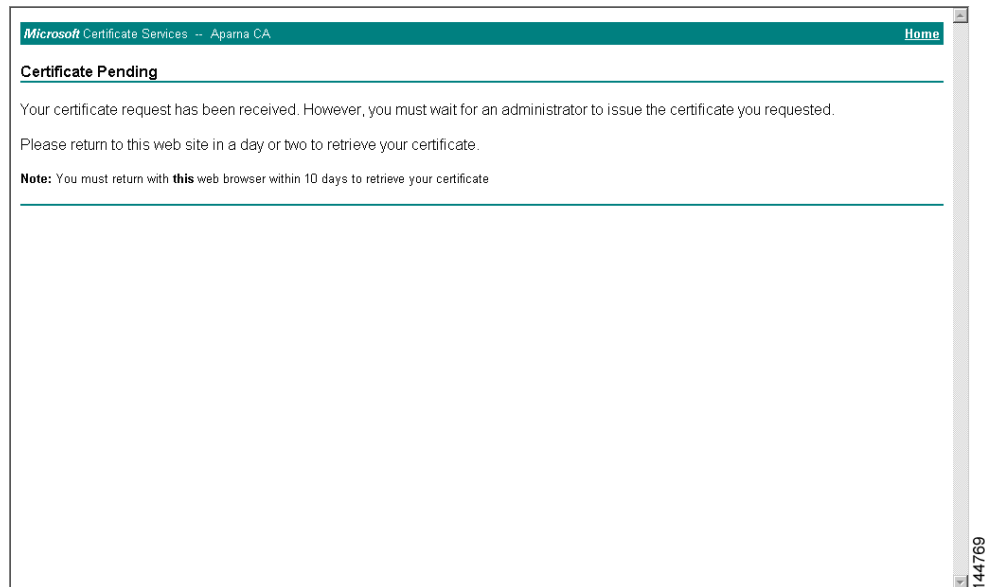 Microsoft Certificate Services -- Aparna CA Home
Certificate Pending
Your certificate request has been received. However, you must wait for an administrator to issue the certificate you requested.
Please return to this web site in a day or two to retrieve your certificate.
Note: You must return with this web browser within 10 days to retrieve your certificate
144769